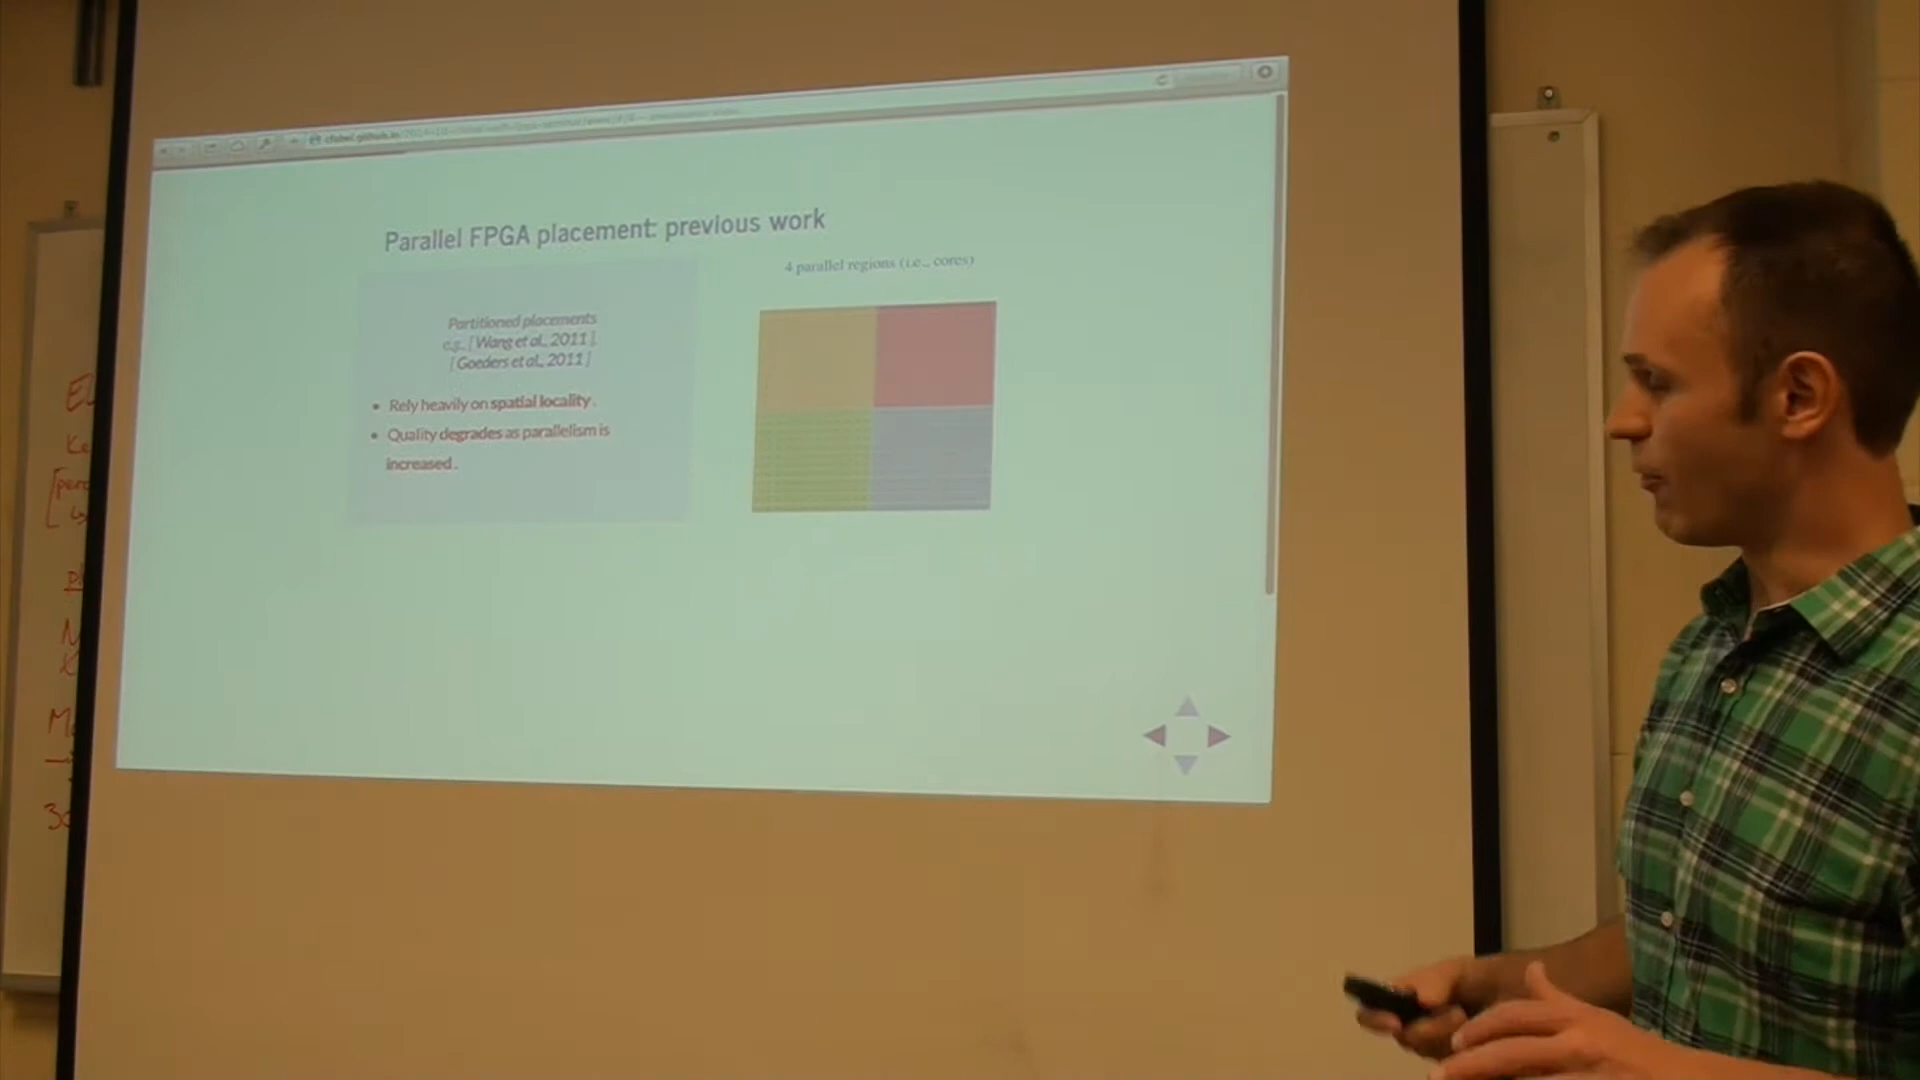 Parallel FPGA placement: previous work
4 parallel regions (i.e., cores)
Partitioned placements
e.g., [ Wang et al., 2011 ],
[ Goeders et al., 2011 ]
• Rely heavily on spatial locality .
• Quality degrades as parallelism is
increased .